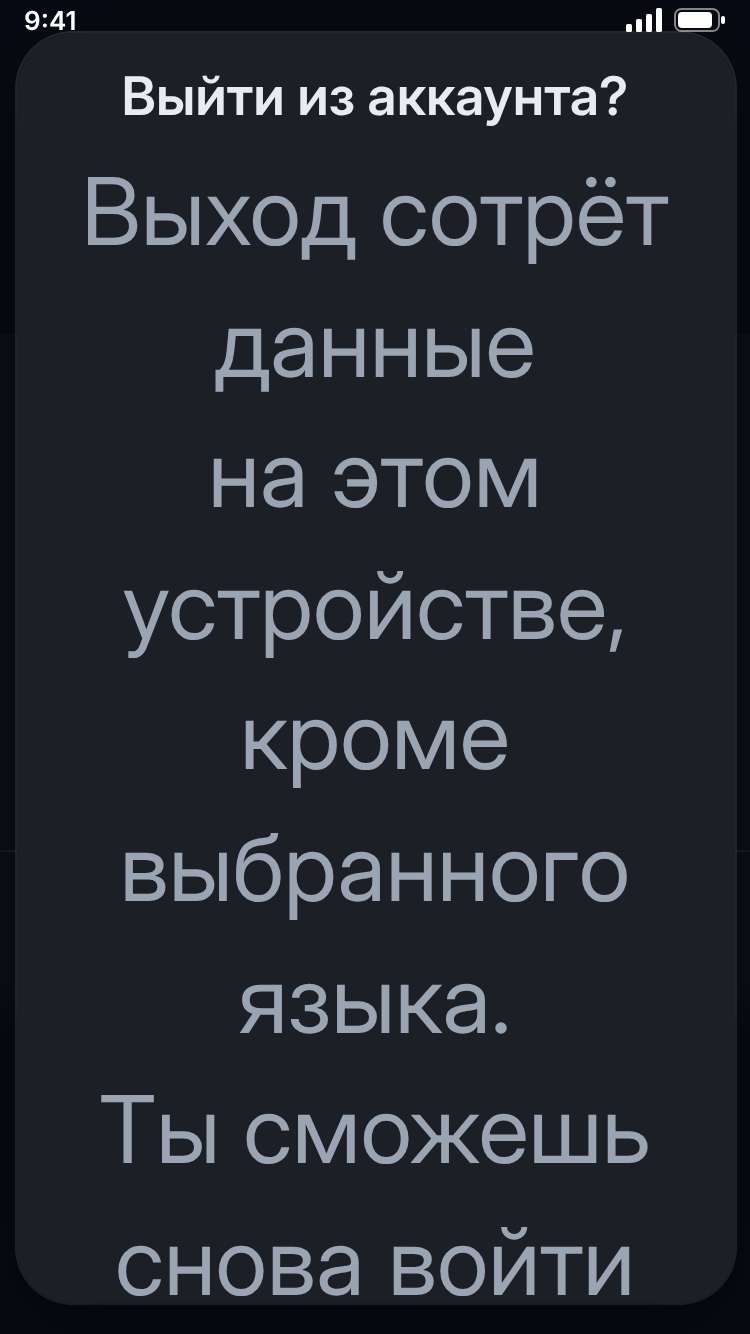 9:41
Выйти из аккаунта?
Выход сотрёт
данные
на этом
устройстве,
кроме
выбранного
языка.
Ты сможешь
снова войти